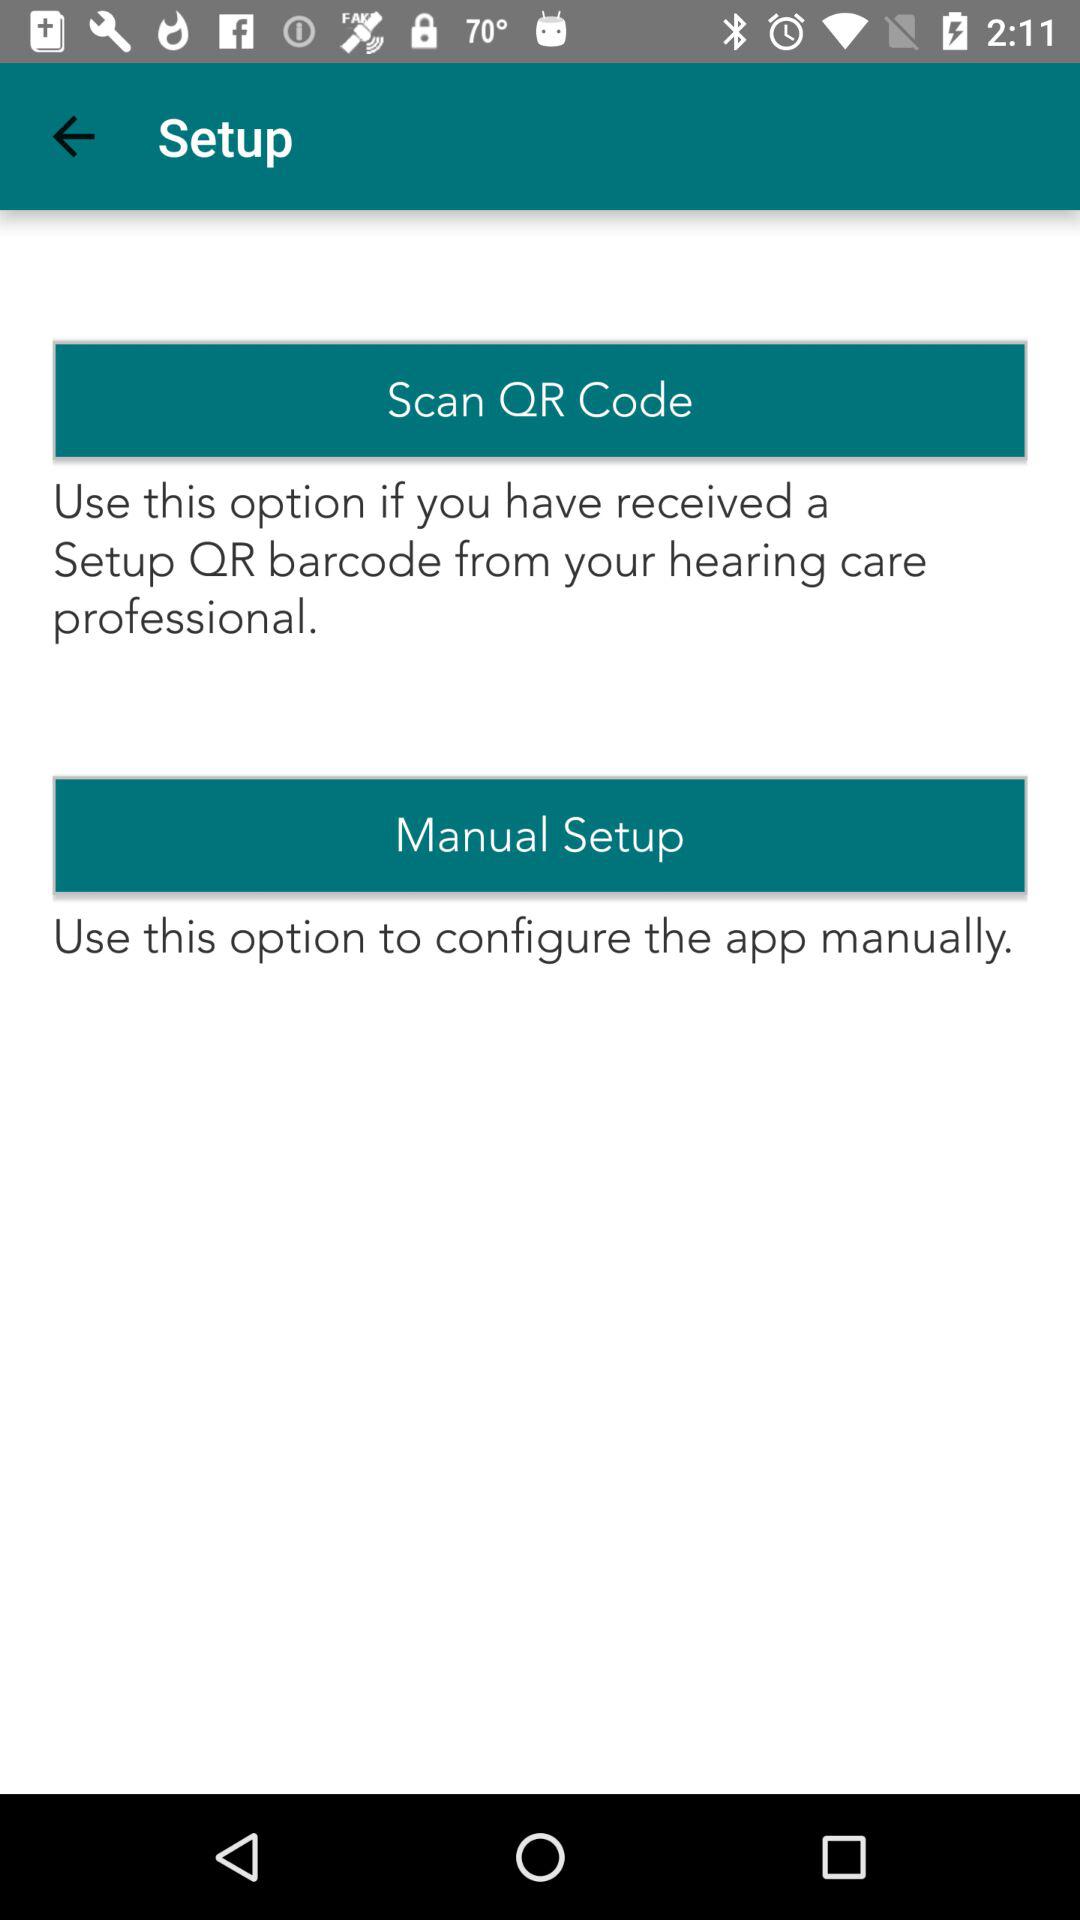 FAKE 70° 2:11
Setup
Scan QR Code
Use this option if you have received a
Setup QR barcode from your hearing care
professional.
Manual Setup
Use this option to configure the app manually.